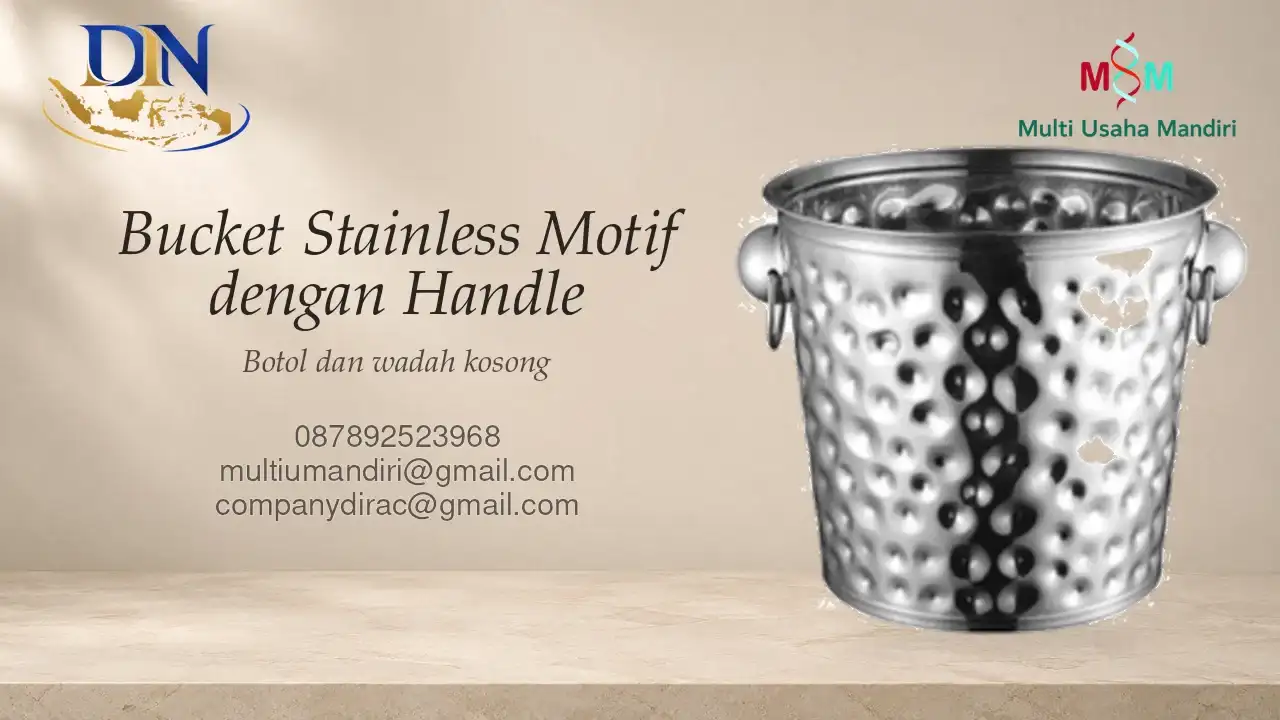 DN
MSM
Multi Usaha Mandiri
Bucket Stainless Motif
dengan Handle
Botol dan wadah kosong
087892523968
multiumandiri@gmail.com
companydirac@gmail.com